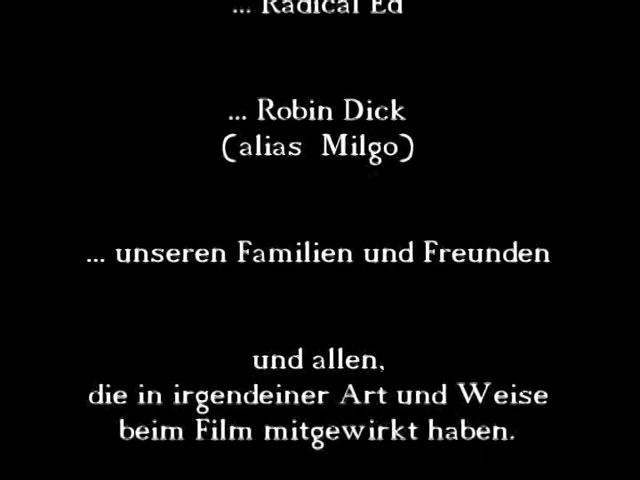 ... Radical Ed
... Robin Dick
(alias Milgo)
... unseren Familien und Freunden
und allen,
die in irgendeiner Art und Weise
beim Film mitgewirkt haben.